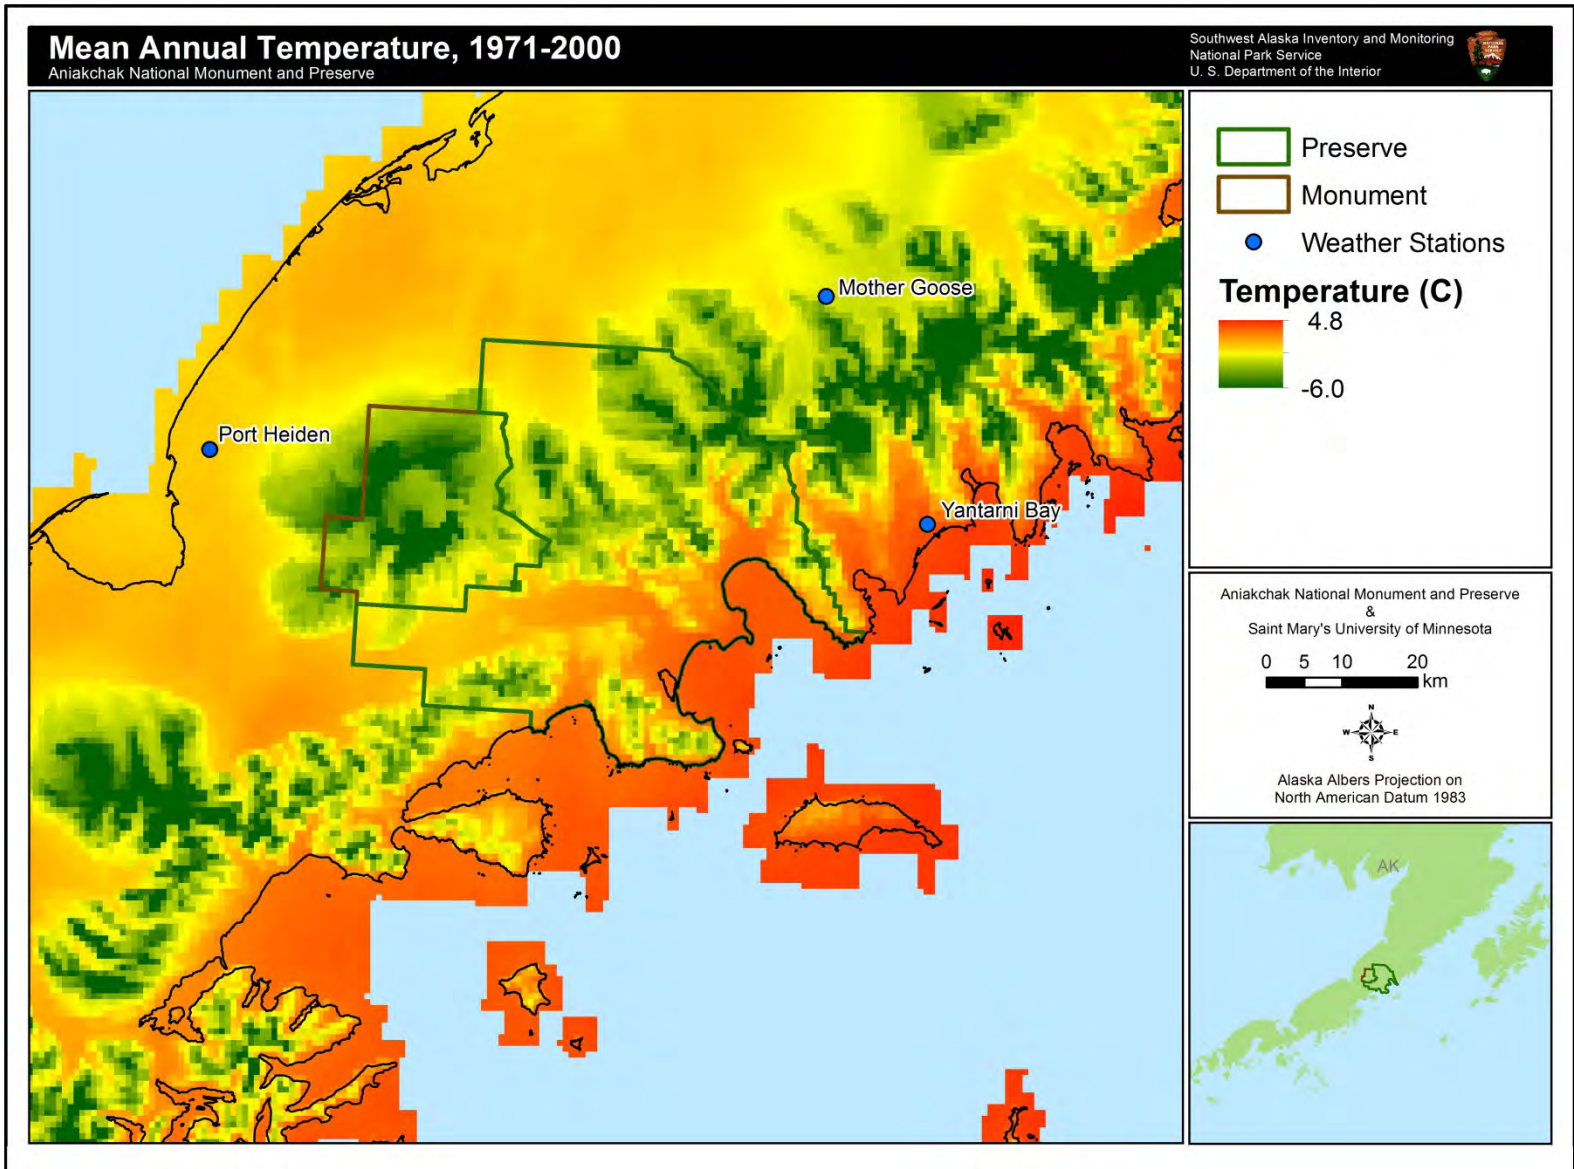 Mean Annual Temperature, 1971-2000
Aniakchak National Monument and Preserve
Southwest Alaska Inventory and Monitoring
National Park Service
U. S. Department of the Interior
Mother Goose
Port Heiden
Yantarni Bay
Preserve
Monument
Weather Stations
Temperature (C)
4.8
-6.0
Aniakchak National Monument and Preserve
&
Saint Mary's University of Minnesota
0 5 10 20
km
N
W E
S
Alaska Albers Projection on
North American Datum 1983
AK